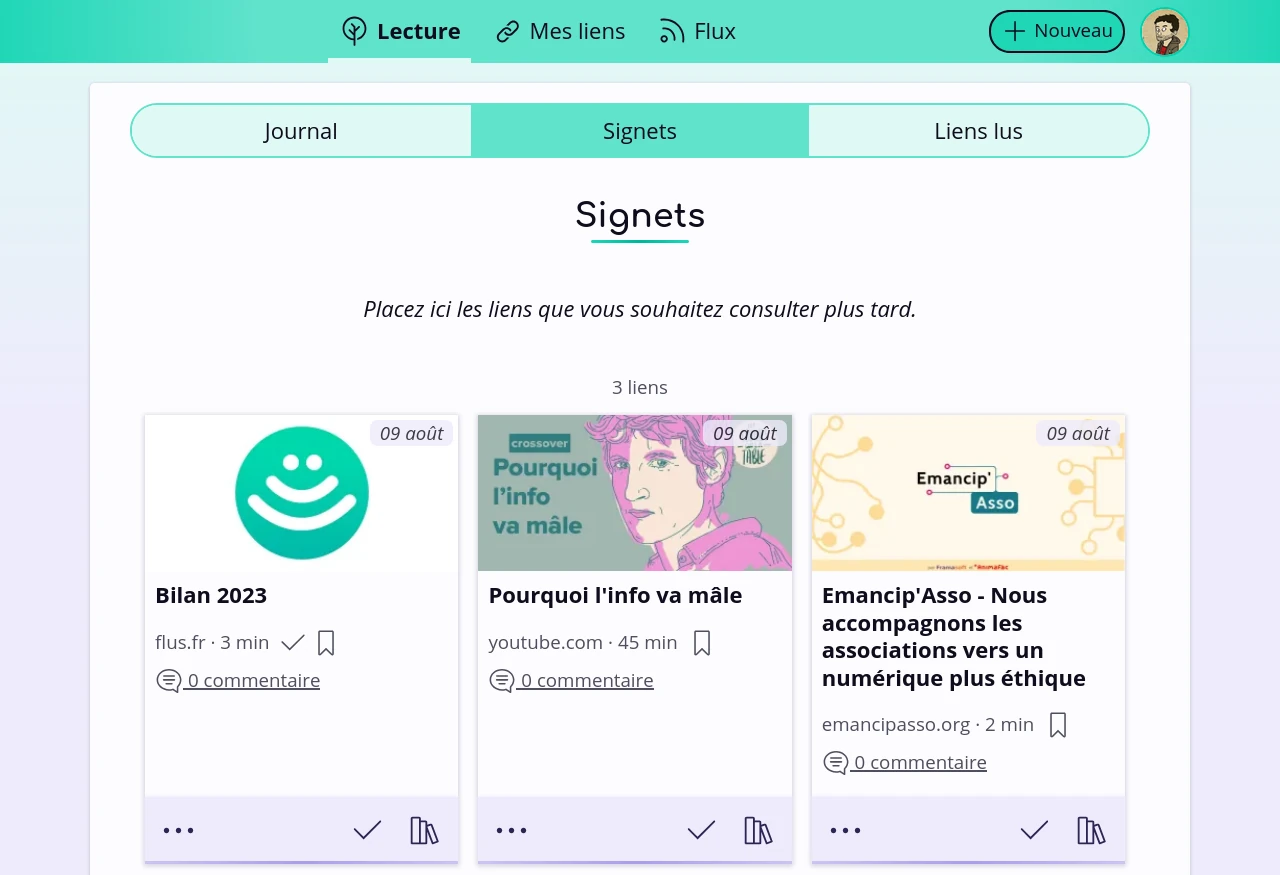 Lecture
Mes liens
Flux
Nouveau
Journal
Signets
Liens lus
Signets
Placez ici les liens que vous souhaitez consulter plus tard.
3 liens
09 août
Bilan 2023
flus.fr · 3 min
0 commentaire
09 août
crossover
Pourquoi
l'info
va mâle
TABLE
Pourquoi l'info va mâle
youtube.com · 45 min
0 commentaire
09 août
Emancip'
Asso
Emancip'Asso - Nous
accompagnons les
associations vers un
numérique plus éthique
emancipasso.org · 2 min
0 commentaire